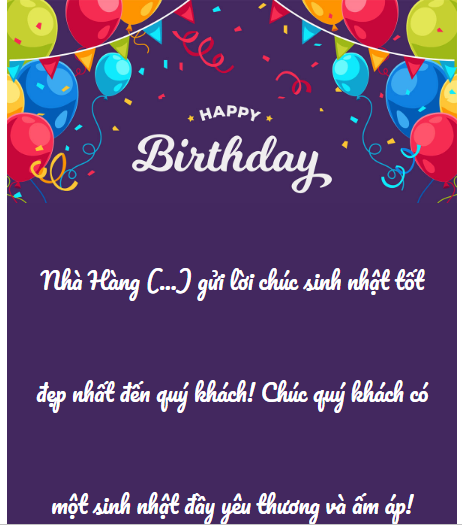 HAPPY
Birthday
Nhà Hàng (...) gửi lời chúc sinh nhật tốt
đẹp nhất đến quý khách! Chúc quý khách có
một sinh nhật đầy yêu thương và ấm áp!